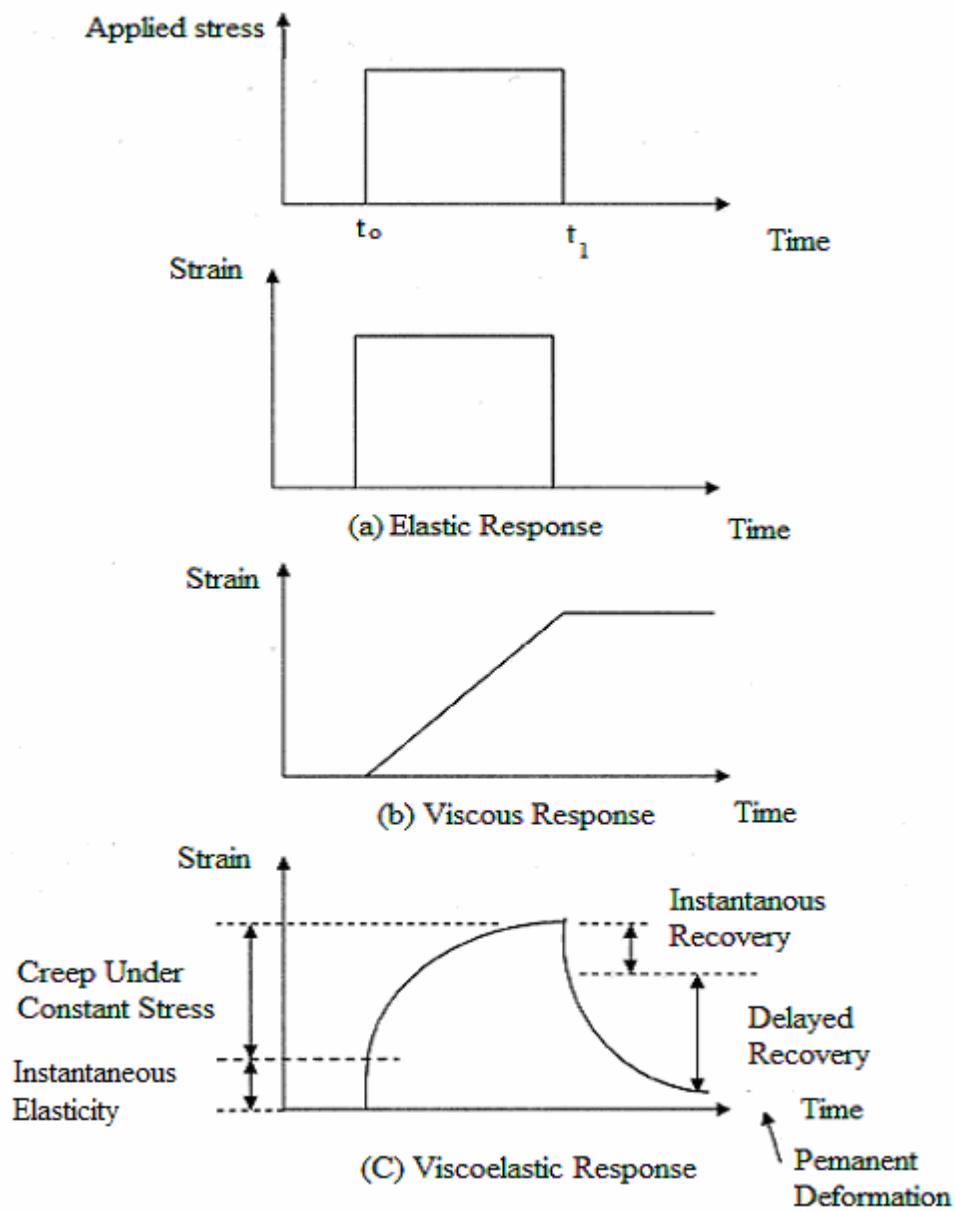 Applied stress
t₀
t₁
Time
Strain
(a) Elastic Response
Time
Strain
(b) Viscous Response
Time
Strain
Instantanous
Recovery
Creep Under
Constant Stress
Delayed
Recovery
Instantaneous
Elasticity
Time
(C) Viscoelastic Response
Pemanent
Deformation